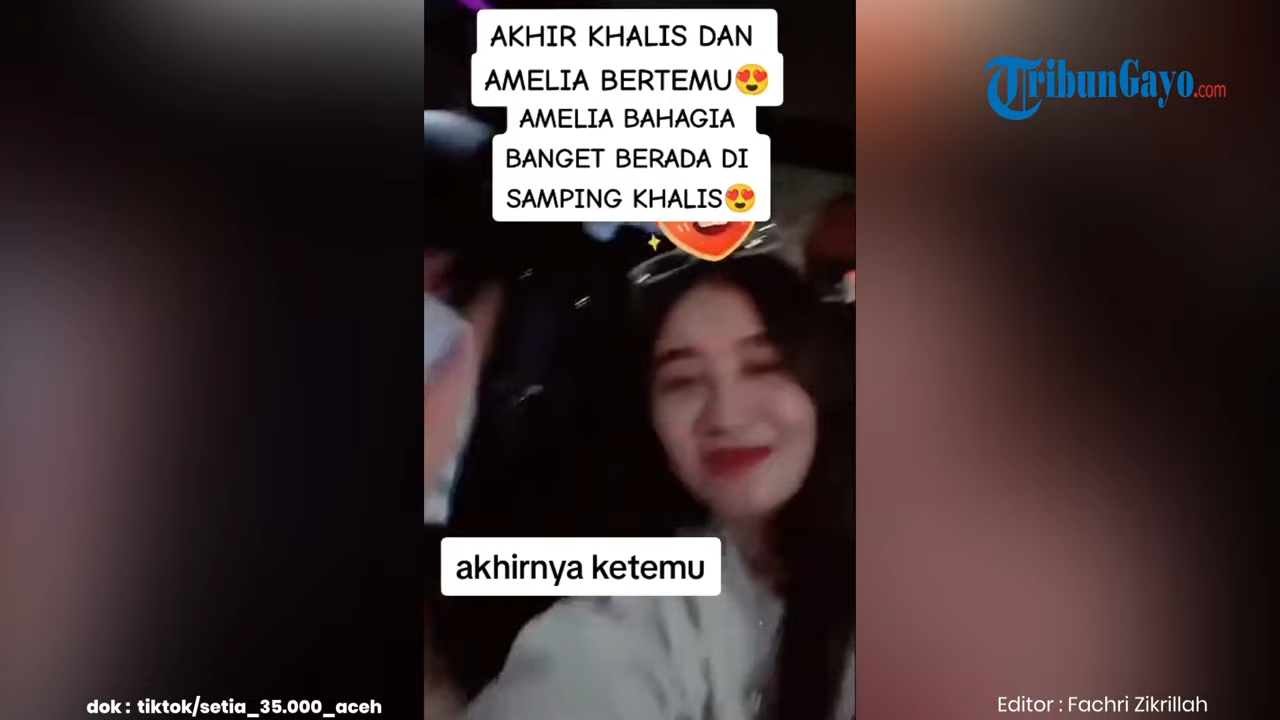 AKHIR KHALIS DAN
AMELIA BERTEMU😍
AMELIA BAHAGIA
BANGET BERADA DI
SAMPING KHALIS😍
TribunGayo.com
akhirnya ketemu
dok : tiktok/setia_35.000_aceh
Editor : Fachri Zikrillah